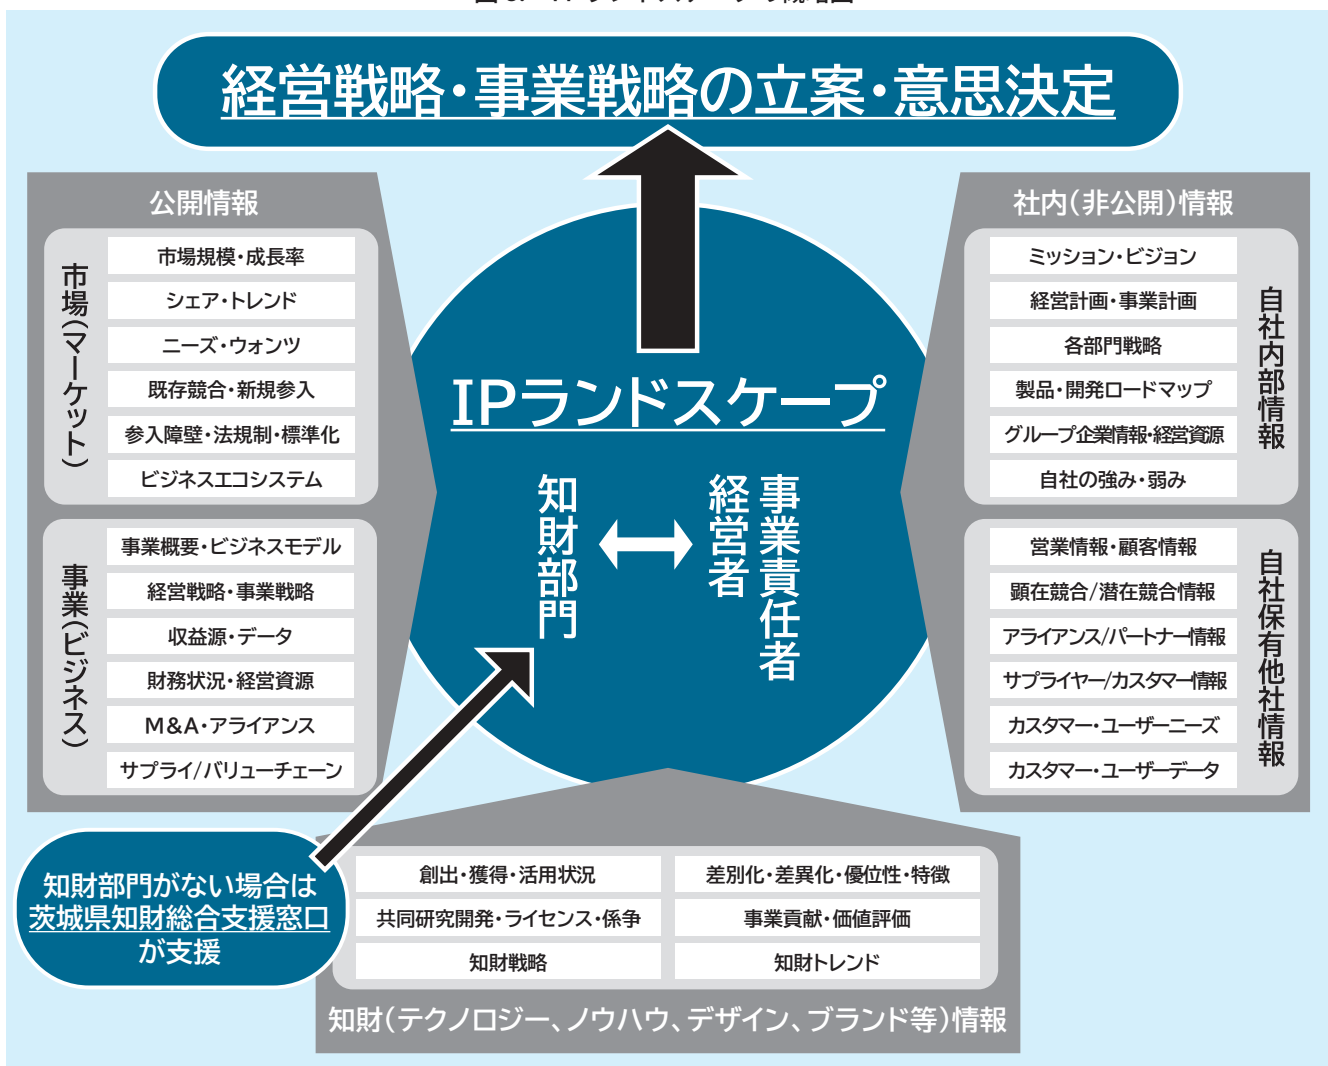 経営戦略・事業戦略の立案・意思決定
公開情報
市場(マーケット)
市場規模・成長率
シェア・トレンド
ニーズ・ウォンツ
既存競合・新規参入
参入障壁・法規制・標準化
ビジネスエコシステム
事業(ビジネス)
事業概要・ビジネスモデル
経営戦略・事業戦略
収益源・データ
財務状況・経営資源
M&A・アライアンス
サプライ/バリューチェーン
IPランドスケープ
知財部門
事業責任者
経営者
社内(非公開)情報
ミッション・ビジョン
経営計画・事業計画
各部門戦略
製品・開発ロードマップ
グループ企業情報・経営資源
自社の強み・弱み
自社内部情報
営業情報・顧客情報
顕在競合/潜在競合情報
アライアンス/パートナー情報
サプライヤー/カスタマー情報
カスタマー・ユーザーニーズ
カスタマー・ユーザーデータ
自社保有他社情報
知財部門がない場合は
茨城県知財総合支援窓口
が支援
創出・獲得・活用状況
差別化・差異化・優位性・特徴
共同研究開発・ライセンス・係争
事業貢献・価値評価
知財戦略
知財トレンド
知財(テクノロジー、ノウハウ、デザイン、ブランド等)情報